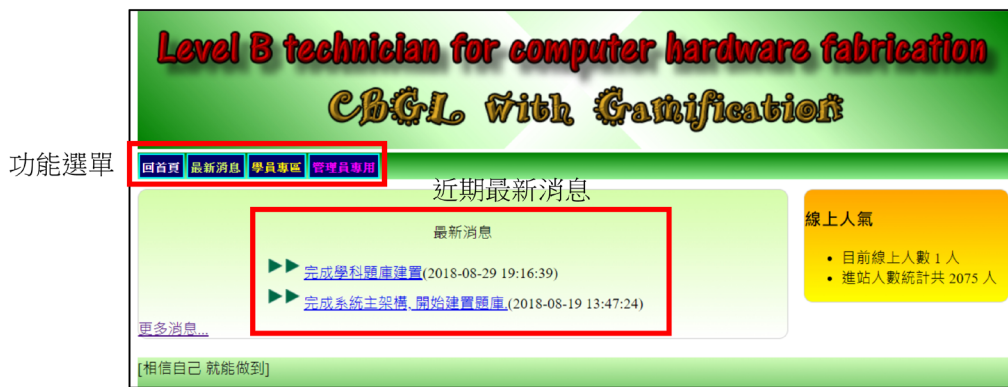 Level B technician for computer hardware fabrication
CBGL with Gamification
功能選單
回首頁 最新消息 學員專區 管理員專用
近期最新消息
最新消息
完成學科題庫建置(2018-08-29 19:16:39)
完成系統主架構, 開始建置題庫.(2018-08-19 13:47:24)
更多消息...
線上人氣
目前線上人數 1 人
進站人數統計共 2075 人
[相信自己 就能做到]